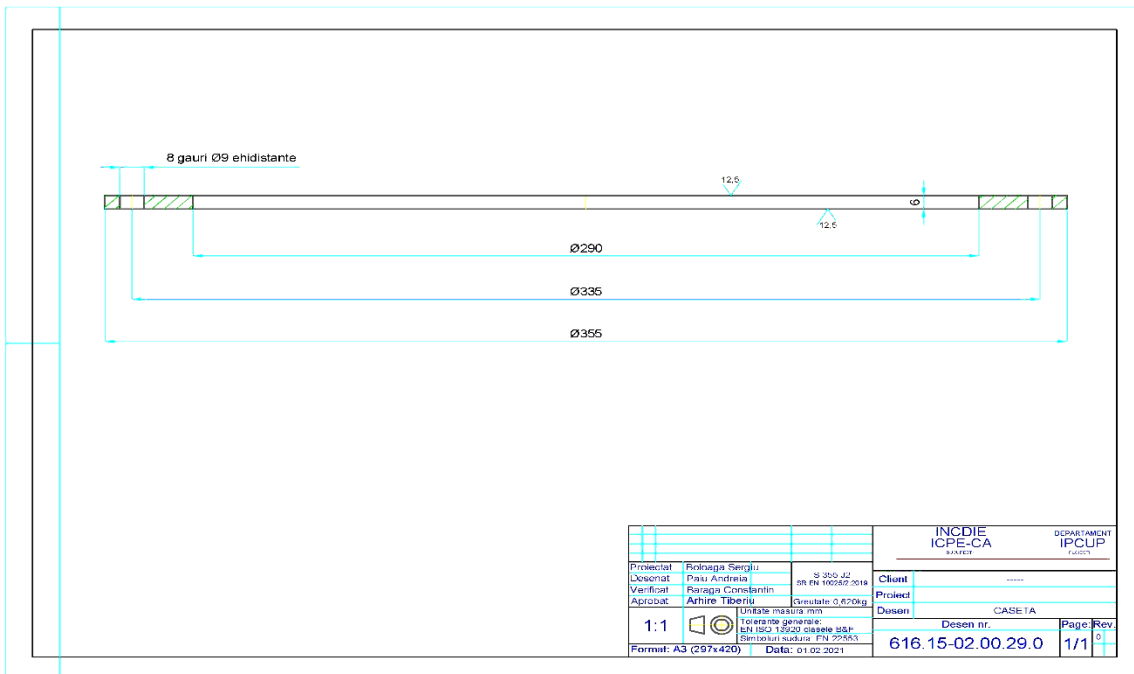 8 gauri Ø9 ehidistante
12,5
6
12,5
Ø290
Ø335
Ø355
INCDIE
ICPE-CA
DEPARTAMENT
IPCUP
Proiectat Boloaga Sergiu
Desenat Paiu Andreia
Verificat Baraga Constantin
Aprobat Arhire Tiberiu
S 355 J2
SR EN 10025/2:2019
Greutate 0,620kg
Client -----
Proiect
Desen CASETA
1:1
Unitate masura: mm
Tolerante generale:
EN ISO 13920 clasele B&F
Simboluri sudura: EN 22553
Desen nr. Page: Rev.
616.15-02.00.29.0 1/1 0
Format: A3 (297x420) Data: 01.02.2021